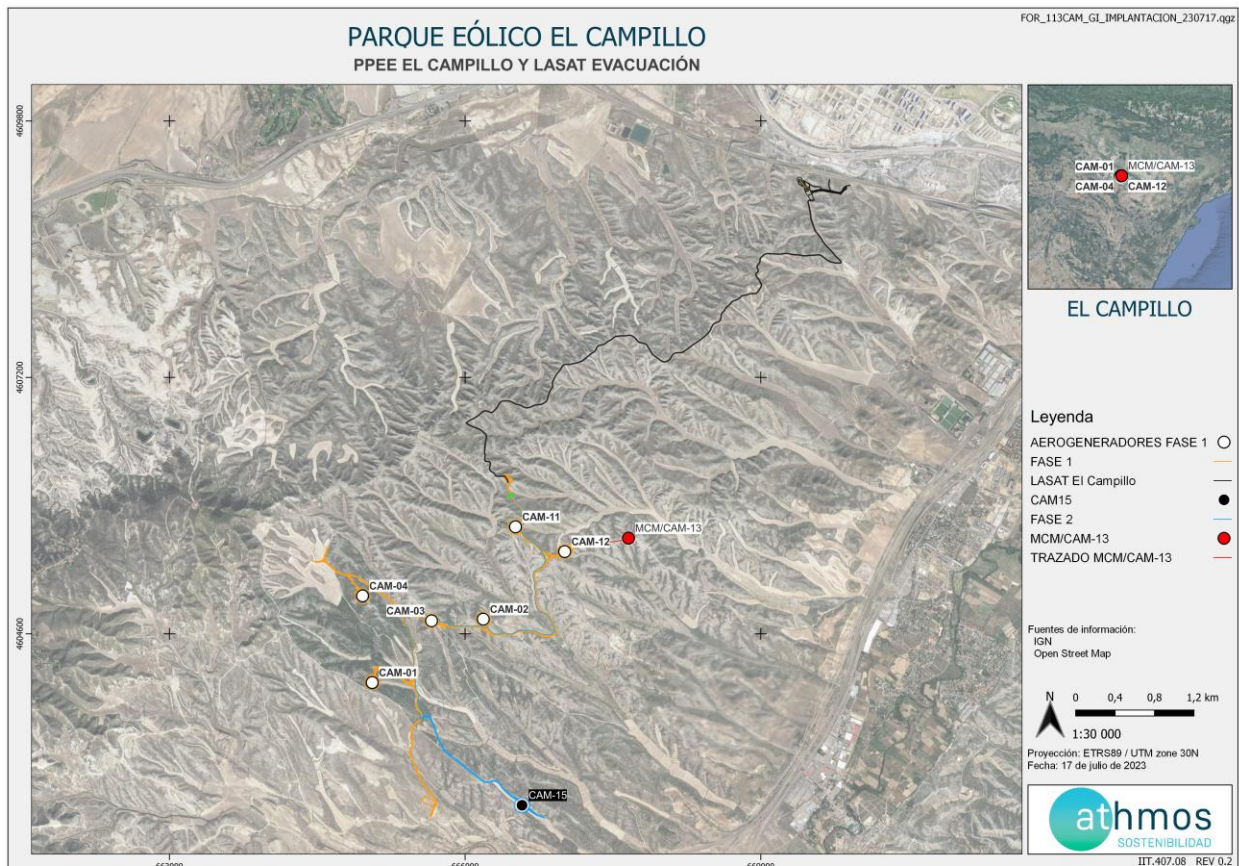 FOR_113CAM_GI_IMPLANTACION_230717.qgz
PARQUE EÓLICO EL CAMPILLO
PPEE EL CAMPILLO Y LASAT EVACUACIÓN
4609800
4607200
4604600
CAM-11
MCM/CAM-13
CAM-12
CAM-04
CAM-03
CAM-02
CAM-01
CAM-15
666000
CAM-01 MCM/CAM-13
CAM-04 CAM-12
EL CAMPILLO
Leyenda
AEROGENERADORES FASE 1
FASE 1
LASAT El Campillo
CAM15
FASE 2
MCM/CAM-13
TRAZADO MCM/CAM-13
Fuentes de información:
IGN
Open Street Map
N
0 0,4 0,8 1,2 km
1:30 000
Proyección: ETRS89 / UTM zone 30N
Fecha: 17 de julio de 2023
athmos
SOSTENIBILIDAD
IIT.407.08 REV 0.2